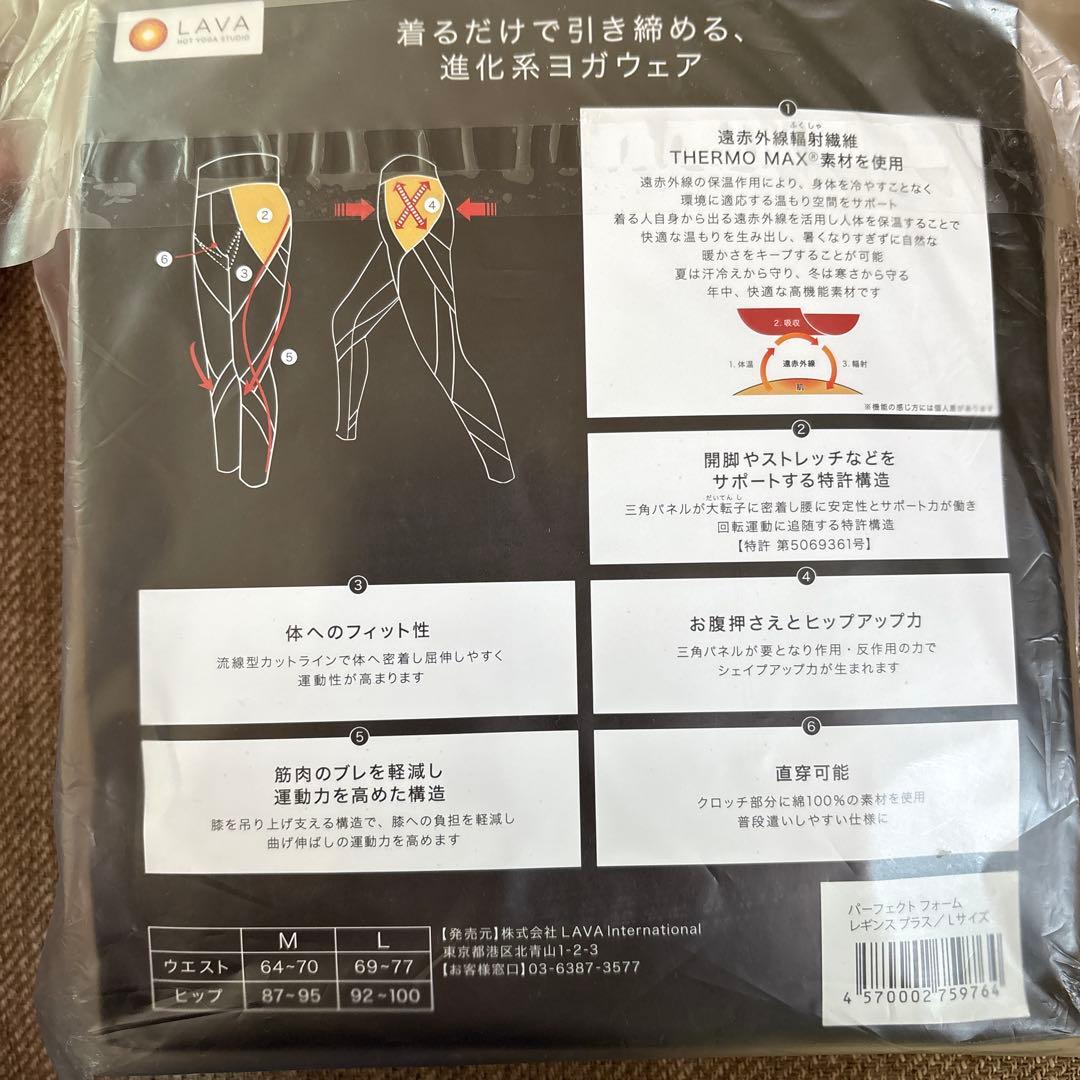 LAVA
HOT YOGA STUDIO
着るだけで引き締める、
進化系ヨガウェア
2
6
3
5
4
1
ふくしゃ
遠赤外線輻射繊維
THERMO MAX®素材を使用
遠赤外線の保温作用により、身体を冷やすことなく
環境に適応する温もり空間をサポート
着る人自身から出る遠赤外線を活用し人体を保温することで
快適な温もりを生み出し、暑くなりすぎずに自然な
暖かさをキープすることが可能
夏は汗冷えから守り、冬は寒さから守る
年中、快適な高機能素材です
2. 吸収
1. 体温
遠赤外線
3. 輻射
肌
※機能の感じ方には個人差があります
2
開脚やストレッチなどを
サポートする特許構造
だいてんし
三角パネルが大転子に密着し腰に安定性とサポート力が働き
回転運動に追随する特許構造
【特許 第5069361号】
3
体へのフィット性
流線型カットラインで体へ密着し屈伸しやすく
運動性が高まります
4
お腹押さえとヒップアップ力
三角パネルが要となり作用・反作用の力で
シェイプアップ力が生まれます
5
筋肉のブレを軽減し
運動力を高めた構造
膝を吊り上げ支える構造で、膝への負担を軽減し
曲げ伸ばしの運動力を高めます
6
直穿可能
クロッチ部分に綿100%の素材を使用
普段遣いしやすい仕様に
M L
ウエスト 64~70 69~77
ヒップ 87~95 92~100
【発売元】株式会社 LAVA International
東京都港区北青山1-2-3
【お客様窓口】03-6387-3577
パーフェクト フォーム
レギンス プラス/Lサイズ
4 570002 759764